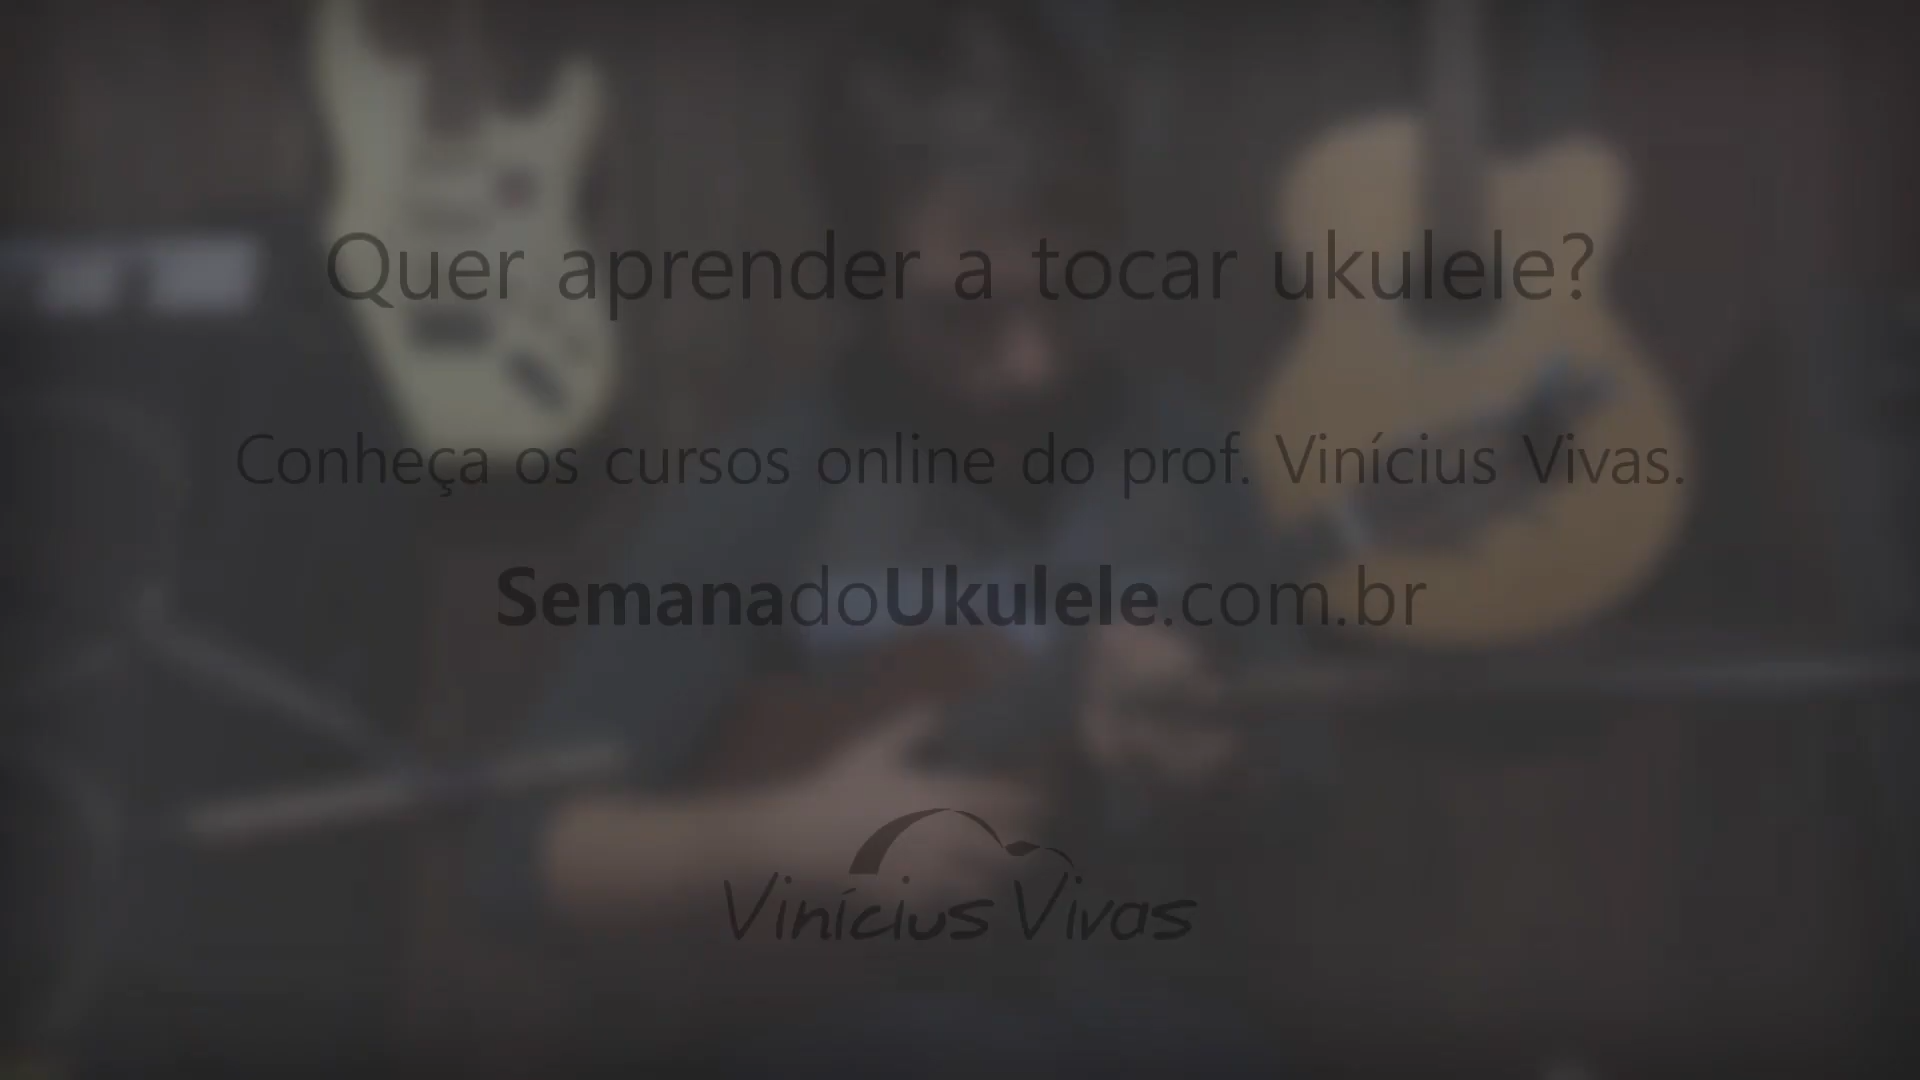 Quer aprender a tocar ukulele?
Conheça os cursos online do prof. Vinícius Vivas.
SemanadoUkulele.com.br
Vinícius Vivas